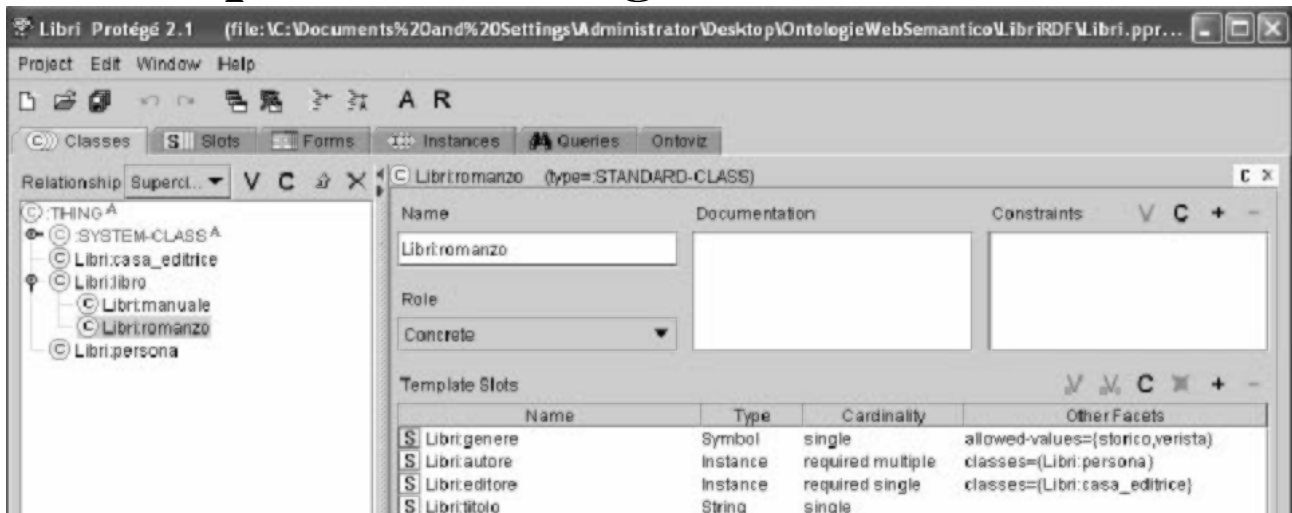 Libri Protégé 2.1 (file:\C:\Documents%20and%20Settings\Administrator\Desktop\OntologieWebSemantico\LibriRDF\Libri.ppr...
Project Edit Window Help
A R
C Classes S Slots Forms Instances Queries Ontoviz
Relationship Supercl... V C
C Libri:romanzo (type=:STANDARD-CLASS) C x
C :THING A
C :SYSTEM-CLASS A
C Libri:casa_editrice
C Libri:libro
C Libri:manuale
C Libri:romanzo
C Libri:persona
Name Documentation Constraints V C + -
Libri:romanzo
Role
Concrete
Template Slots C + -
Name Type Cardinality Other Facets
S Libri:genere Symbol single allowed-values={storico,verista}
S Libri:autore Instance required multiple classes={Libri:persona}
S Libri:editore Instance required single classes={Libri:casa_editrice}
S Libri:titolo String single